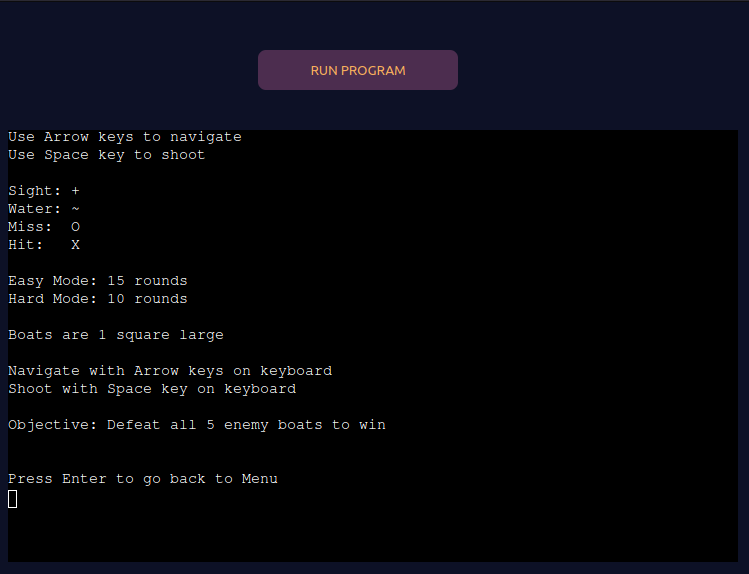 RUN PROGRAM
Use Arrow keys to navigate
Use Space key to shoot
Sight: +
Water: ~
Miss:  O
Hit:   X
Easy Mode: 15 rounds
Hard Mode: 10 rounds
Boats are 1 square large
Navigate with Arrow keys on keyboard
Shoot with Space key on keyboard
Objective: Defeat all 5 enemy boats to win
Press Enter to go back to Menu